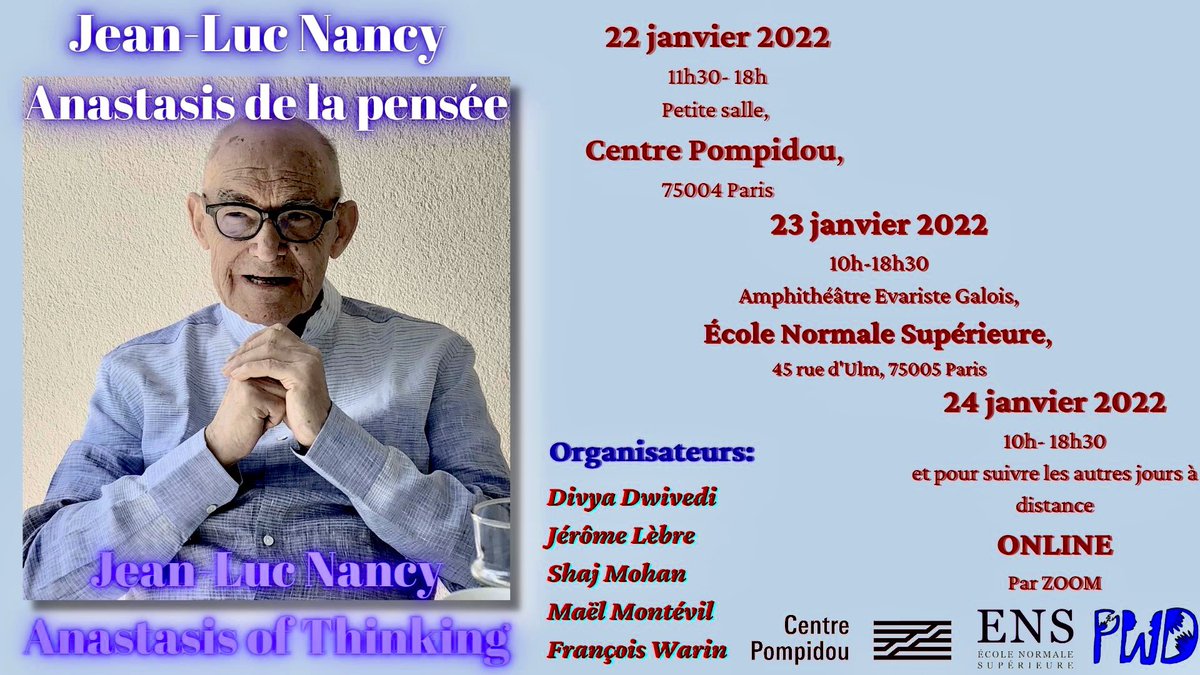 Jean-Luc Nancy
Anastasis de la pensée
Jean-Luc Nancy
Anastasis of Thinking
22 janvier 2022
11h30- 18h
Petite salle,
Centre Pompidou,
75004 Paris
23 janvier 2022
10h-18h30
Amphithéâtre Evariste Galois,
École Normale Supérieure,
45 rue d'Ulm, 75005 Paris
24 janvier 2022
10h- 18h30
et pour suivre les autres jours à
distance
ONLINE
Par ZOOM
Organisateurs:
Divya Dwivedi
Jérôme Lèbre
Shaj Mohan
Maël Montévil
François Warin
Centre
Pompidou
ENS
ÉCOLE NORMALE
SUPÉRIEURE
PWD